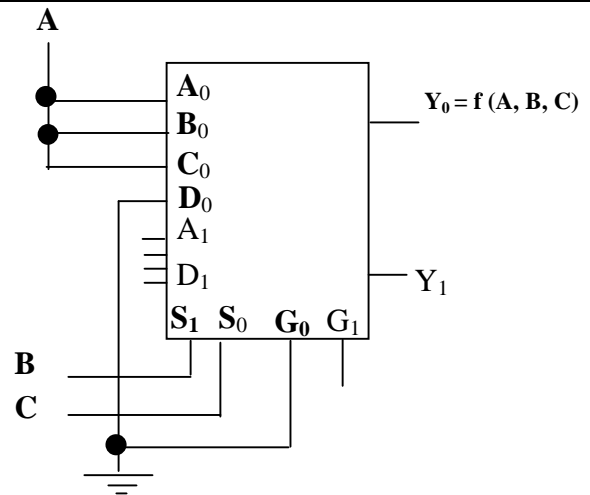 A
A₀
Y₀ = f (A, B, C)
B₀
C₀
D₀
A₁
D₁
Y₁
S₁ S₀ G₀ G₁
B
C